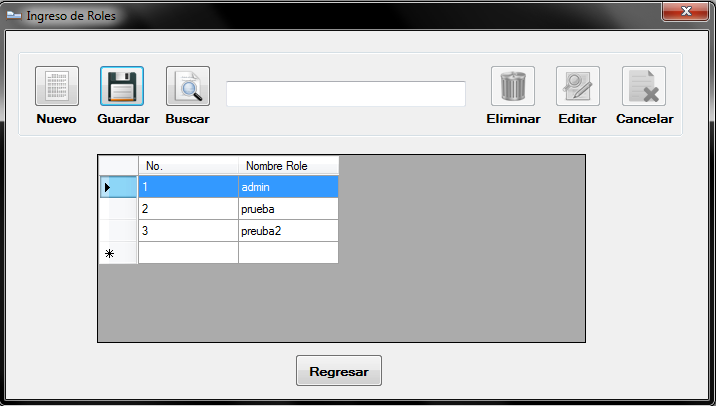 Ingreso de Roles
Nuevo Guardar Buscar Eliminar Editar Cancelar
No. Nombre Role
1 admin
2 prueba
3 preuba2
Regresar